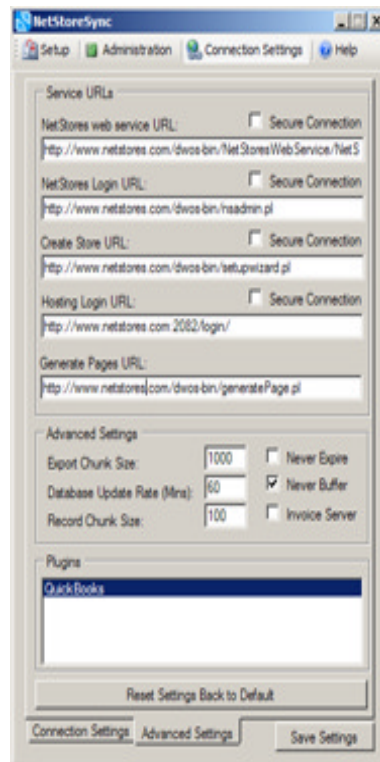 NetStoreSync
Setup Administration Connection Settings Help
Service URLs
NetStores web service URL: Secure Connection
http://www.netstores.com/dwos-bin/NetStoresWebService/NetS
NetStores Login URL: Secure Connection
http://www.netstores.com/dwos-bin/nsadmin.pl
Create Store URL: Secure Connection
http://www.netstores.com/dwos-bin/setupwizard.pl
Hosting Login URL: Secure Connection
http://www.netstores.com:2082/login/
Generate Pages URL:
http://www.netstores.com/dwos-bin/generatePage.pl
Advanced Settings
Export Chunk Size: 1000 Never Expire
Database Update Rate (Mins): 60 Never Buffer
Record Chunk Size: 100 Invoice Server
Plugins
QuickBooks
Reset Settings Back to Default
Connection Settings Advanced Settings Save Settings